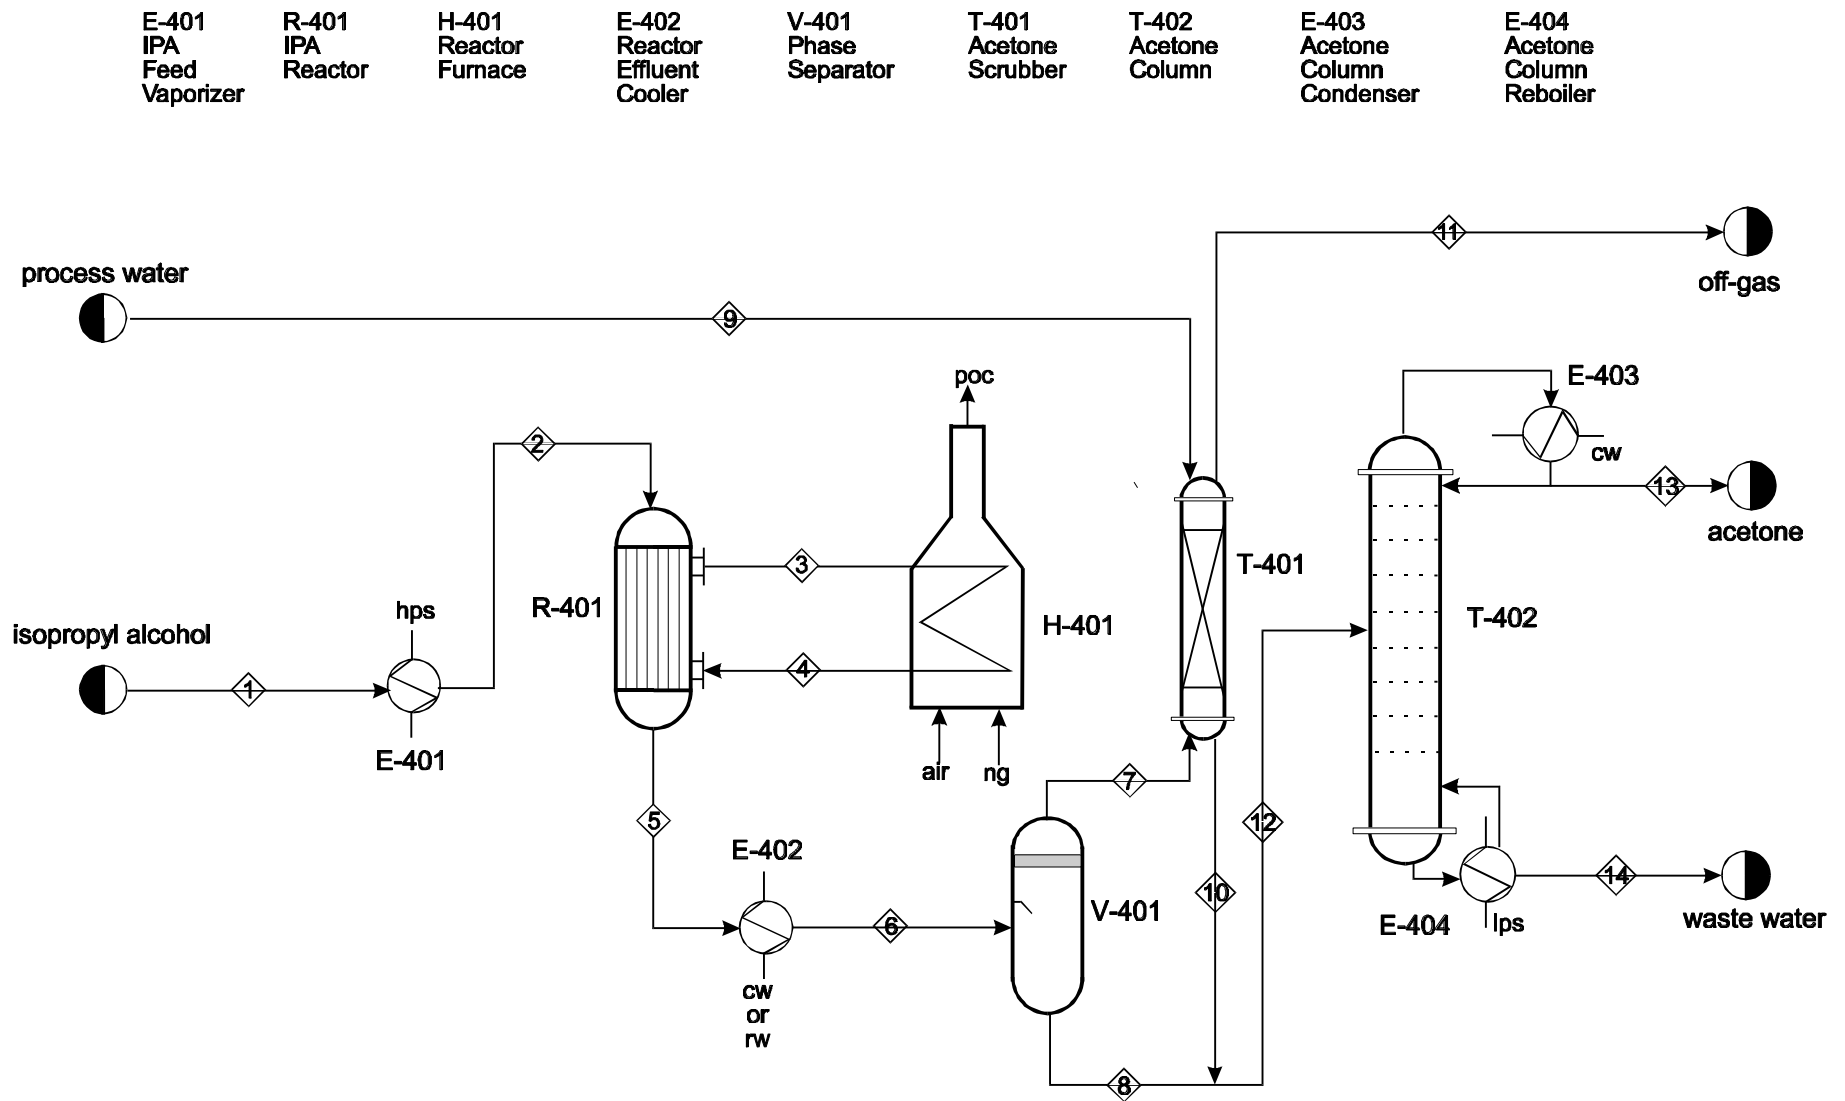 E-401
IPA
Feed
Vaporizer
R-401
IPA
Reactor
H-401
Reactor
Furnace
E-402
Reactor
Effluent
Cooler
V-401
Phase
Separator
T-401
Acetone
Scrubber
T-402
Acetone
Column
E-403
Acetone
Column
Condenser
E-404
Acetone
Column
Reboiler
11
process water
off-gas
9
poc
E-403
2
cw
13
acetone
3
T-401
R-401
hps
H-401
T-402
isopropyl alcohol
4
1
E-401
air
ng
7
5
12
E-402
14
10
V-401
6
E-404
lps
waste water
cw
or
rw
8